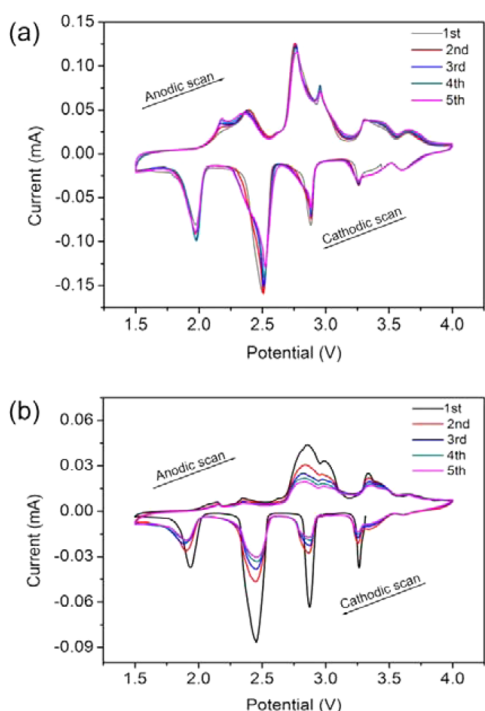 (a)
1st
2nd
3rd
4th
5th
Anodic scan
Cathodic scan
0.15
0.10
0.05
0.00
-0.05
-0.10
-0.15
Current (mA)
1.5 2.0 2.5 3.0 3.5 4.0
Potential (V)
(b)
1st
2nd
3rd
4th
5th
Anodic scan
Cathodic scan
0.06
0.03
0.00
-0.03
-0.06
-0.09
Current (mA)
1.5 2.0 2.5 3.0 3.5 4.0
Potential (V)